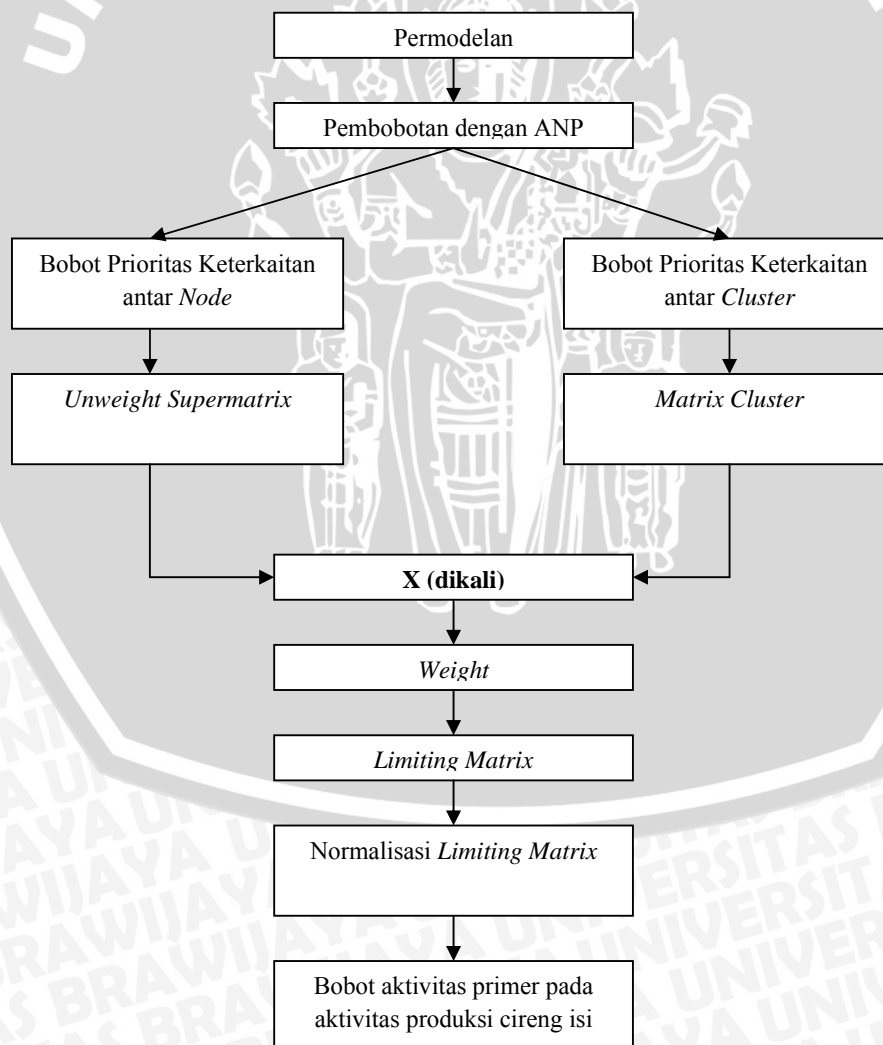 Permodelan
Pembobotan dengan ANP
Bobot Prioritas Keterkaitan
antar Node
Bobot Prioritas Keterkaitan
antar Cluster
Unweight Supermatrix
Matrix Cluster
X (dikali)
Weight
Limiting Matrix
Normalisasi Limiting Matrix
Bobot aktivitas primer pada
aktivitas produksi cireng isi